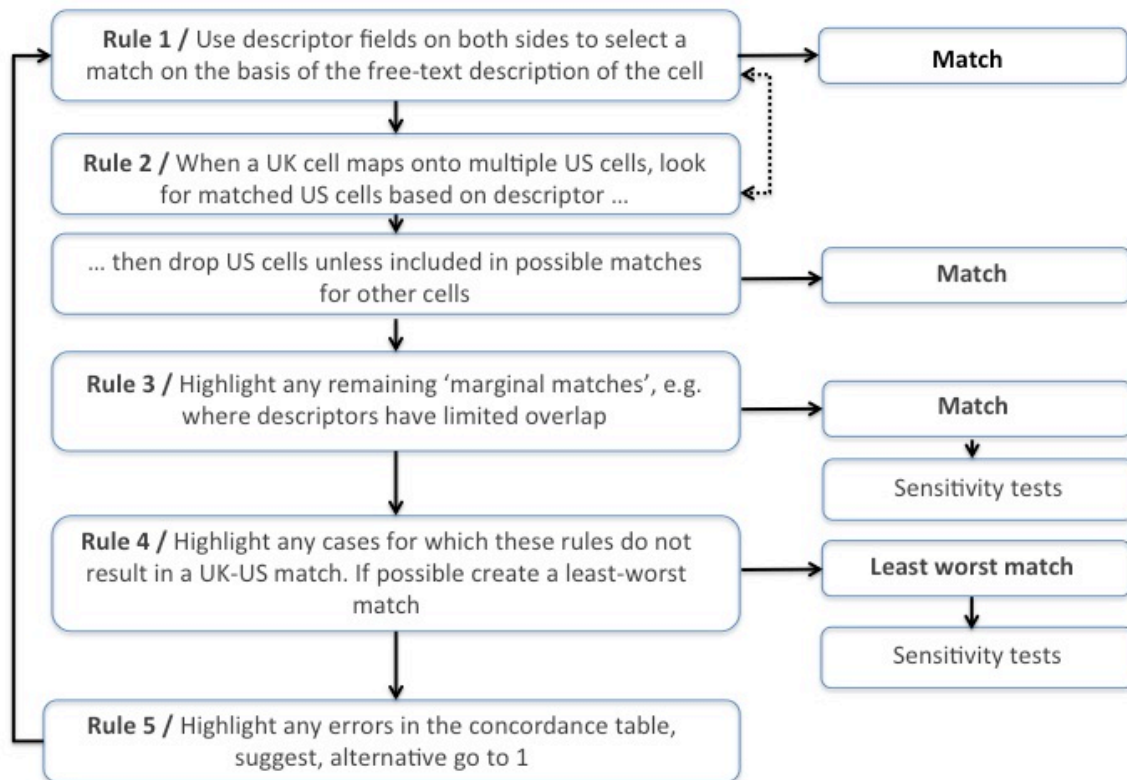 Rule 1 / Use descriptor fields on both sides to select a
match on the basis of the free-text description of the cell
Match
Rule 2 / When a UK cell maps onto multiple US cells, look
for matched US cells based on descriptor ...
... then drop US cells unless included in possible matches
for other cells
Match
Rule 3 / Highlight any remaining ‘marginal matches’, e.g.
where descriptors have limited overlap
Match
Sensitivity tests
Rule 4 / Highlight any cases for which these rules do not
result in a UK-US match. If possible create a least-worst
match
Least worst match
Sensitivity tests
Rule 5 / Highlight any errors in the concordance table,
suggest, alternative go to 1